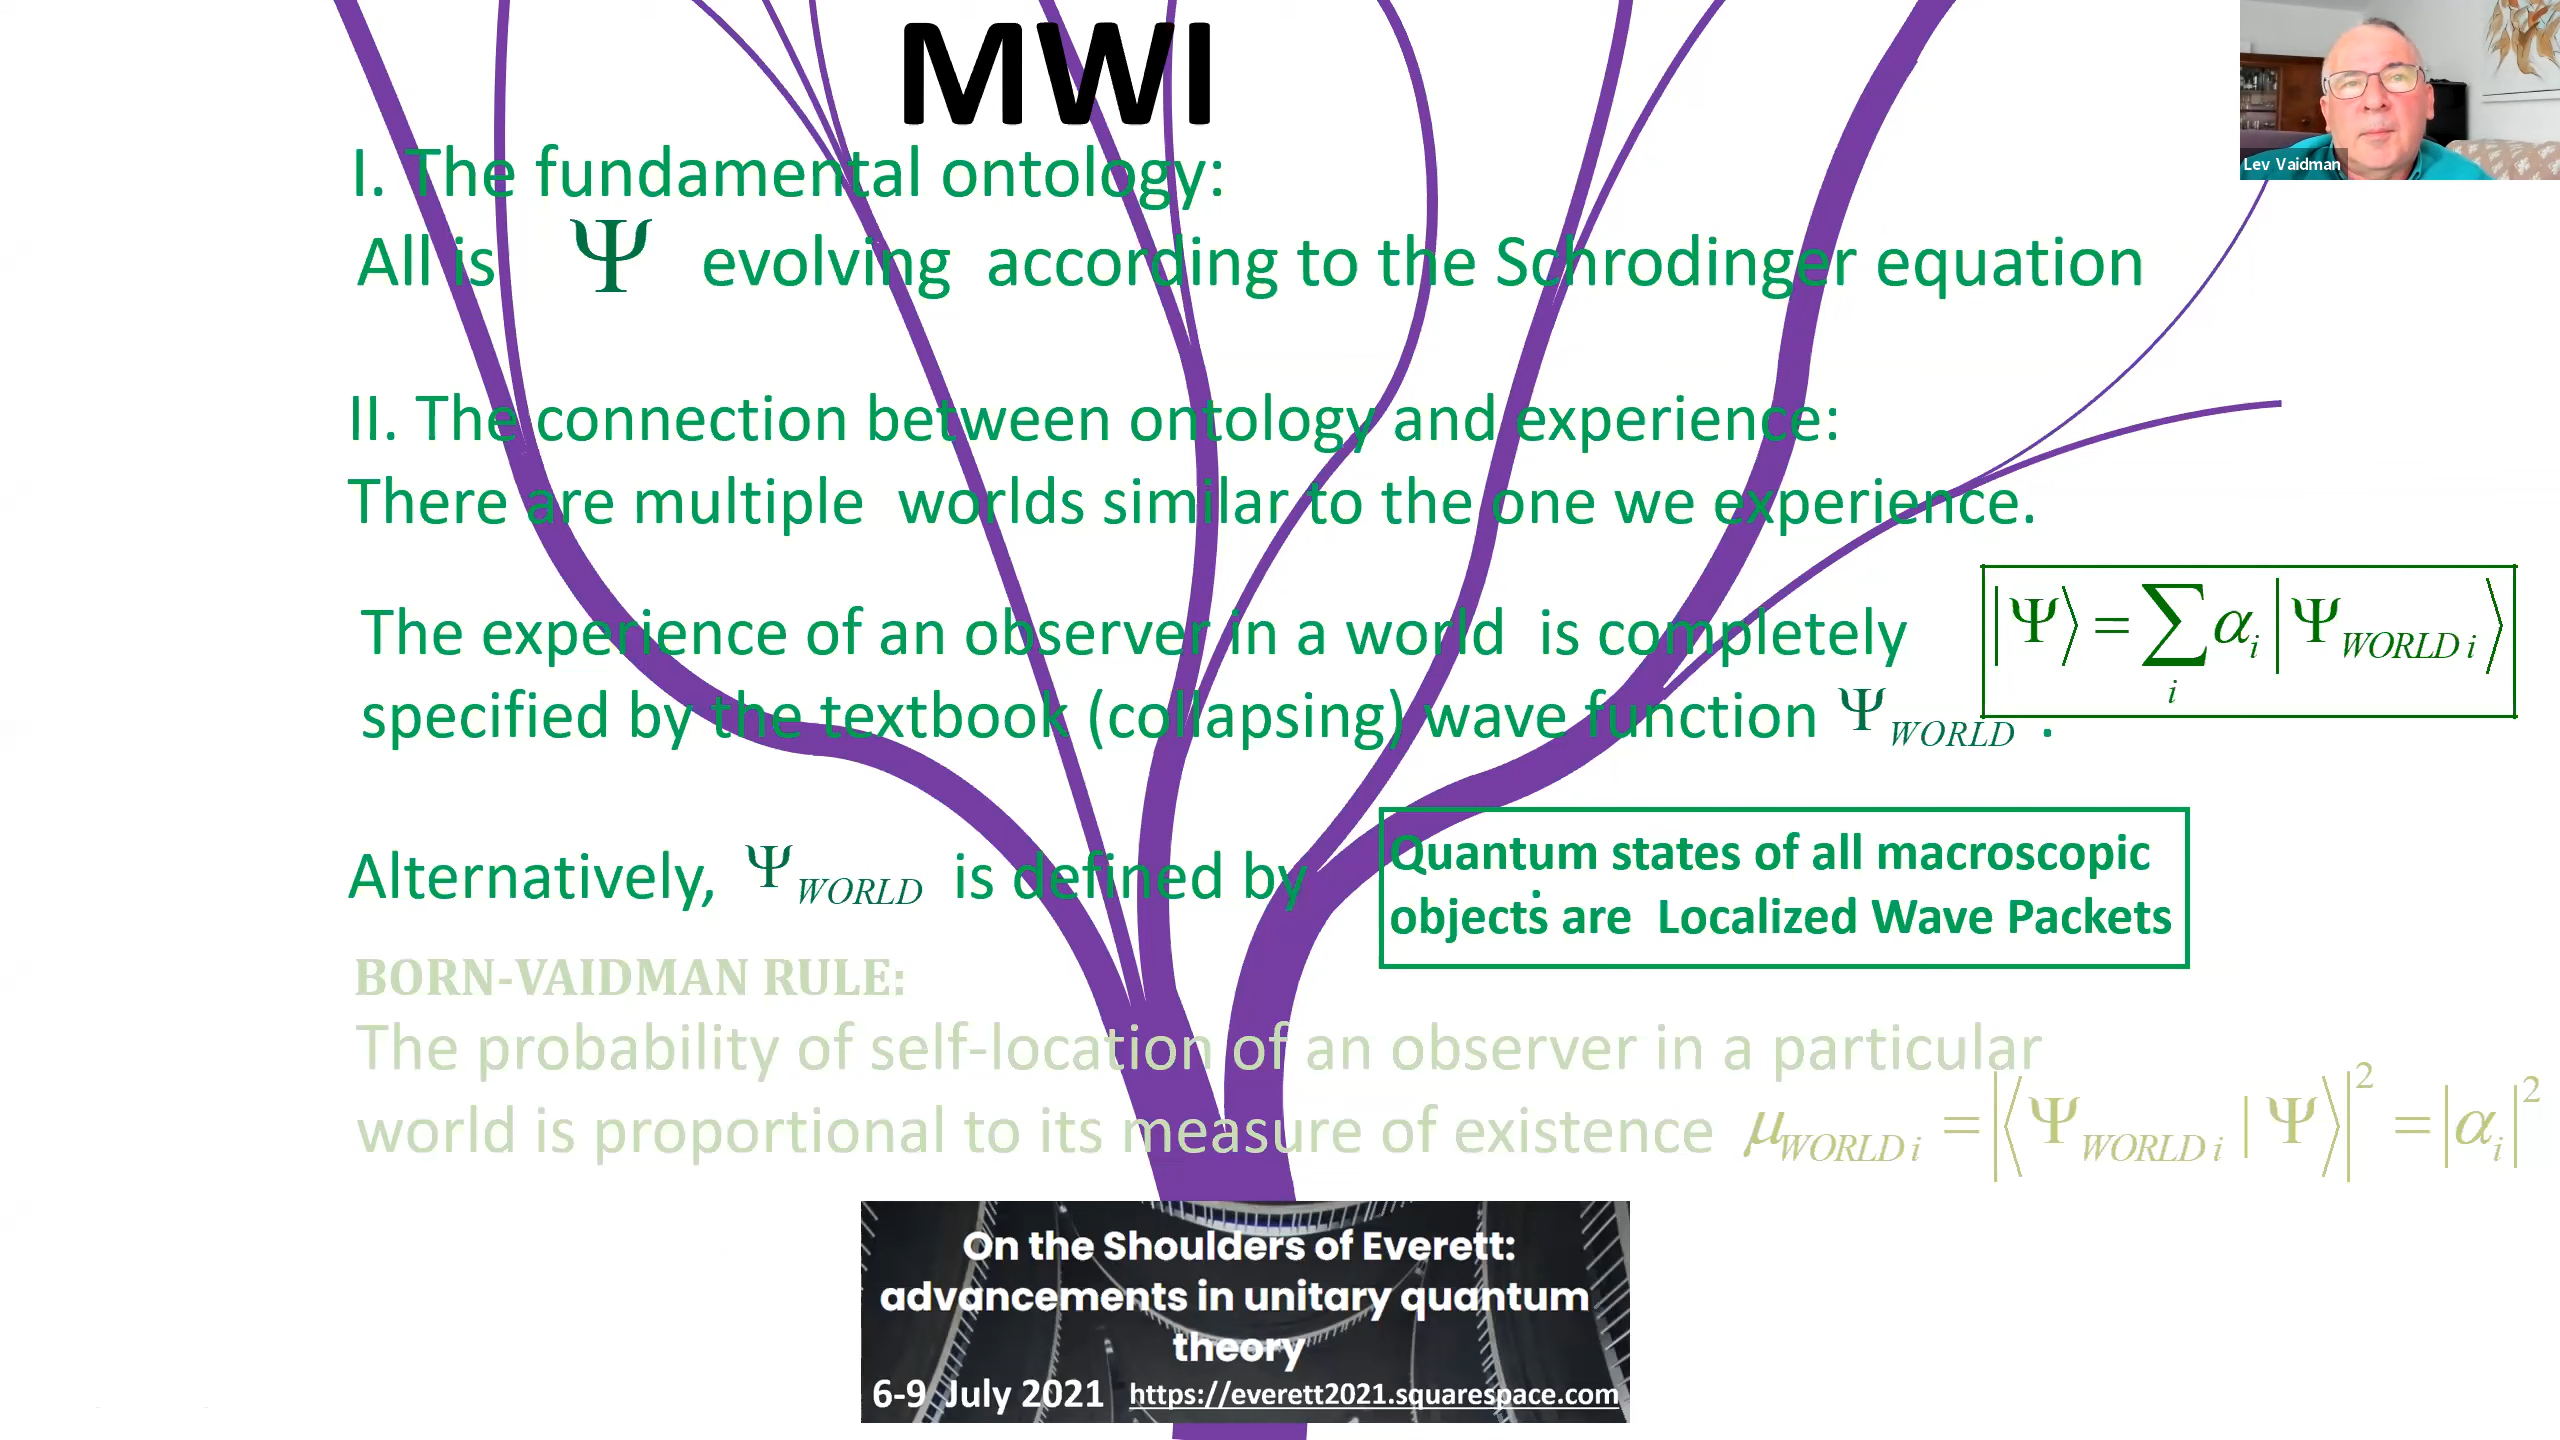 MWI
Lev Vaidman
I. The fundamental ontology:
All is Ψ evolving according to the Schrodinger equation
II. The connection between ontology and experience:
There are multiple worlds similar to the one we experience.
The experience of an observer in a world is completely
specified by the textbook (collapsing) wave function Ψ_WORLD .
|Ψ⟩ = ∑_i α_i |Ψ_WORLD i⟩
Alternatively, Ψ_WORLD is defined by
Quantum states of all macroscopic
objects are Localized Wave Packets
.
BORN-VAIDMAN RULE:
The probability of self-location of an observer in a particular
world is proportional to its measure of existence μ_WORLD i = |⟨Ψ_WORLD i | Ψ⟩|² = |α_i|²
On the Shoulders of Everett:
advancements in unitary quantum
theory
6-9 July 2021 https://everett2021.squarespace.com